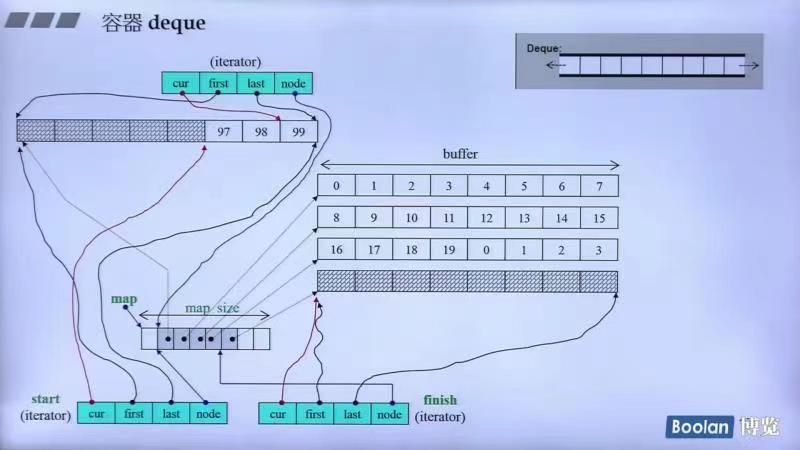 容器 deque
Deque:
(iterator)
cur first last node
97 98 99
buffer
0 1 2 3 4 5 6 7
8 9 10 11 12 13 14 15
16 17 18 19 0 1 2 3
map
map size
start
(iterator)
cur first last node
cur first last node
finish
(iterator)
Boolan 博览